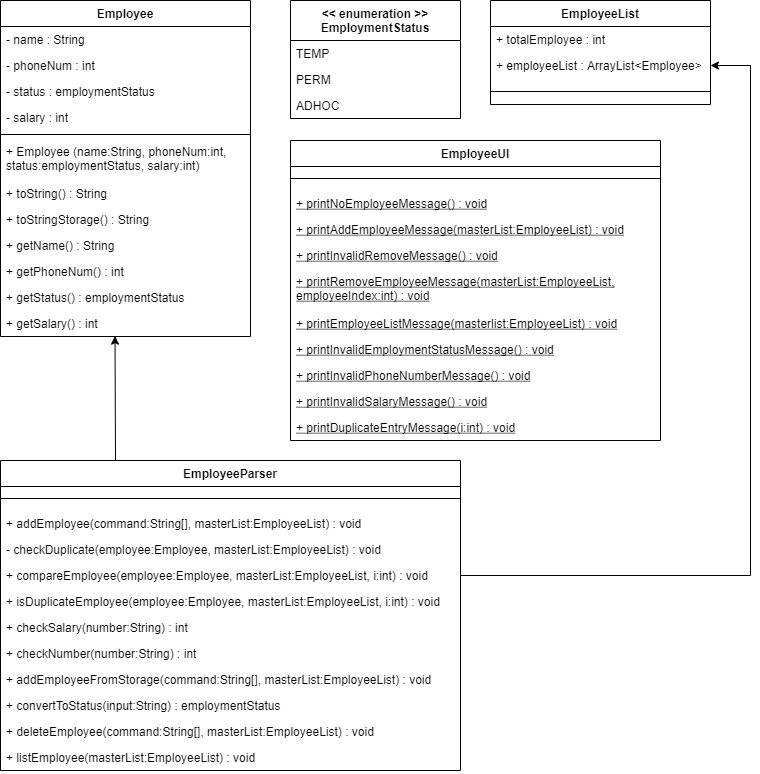 Employee
- name : String
- phoneNum : int
- status : employmentStatus
- salary : int
+ Employee (name:String, phoneNum:int,
status:employmentStatus, salary:int)
+ toString() : String
+ toStringStorage() : String
+ getName() : String
+ getPhoneNum() : int
+ getStatus() : employmentStatus
+ getSalary() : int
<< enumeration >>
EmploymentStatus
TEMP
PERM
ADHOC
EmployeeList
+ totalEmployee : int
+ employeeList : ArrayList<Employee>
EmployeeUI
+ printNoEmployeeMessage() : void
+ printAddEmployeeMessage(masterList:EmployeeList) : void
+ printInvalidRemoveMessage() : void
+ printRemoveEmployeeMessage(masterList:EmployeeList,
employeeIndex:int) : void
+ printEmployeeListMessage(masterlist:EmployeeList) : void
+ printInvalidEmploymentStatusMessage() : void
+ printInvalidPhoneNumberMessage() : void
+ printInvalidSalaryMessage() : void
+ printDuplicateEntryMessage(i:int) : void
EmployeeParser
+ addEmployee(command:String[], masterList:EmployeeList) : void
- checkDuplicate(employee:Employee, masterList:EmployeeList) : void
+ compareEmployee(employee:Employee, masterList:EmployeeList, i:int) : void
+ isDuplicateEmployee(employee:Employee, masterList:EmployeeList, i:int) : void
+ checkSalary(number:String) : int
+ checkNumber(number:String) : int
+ addEmployeeFromStorage(command:String[], masterList:EmployeeList) : void
+ convertToStatus(input:String) : employmentStatus
+ deleteEmployee(command:String[], masterList:EmployeeList) : void
+ listEmployee(masterList:EmployeeList) : void